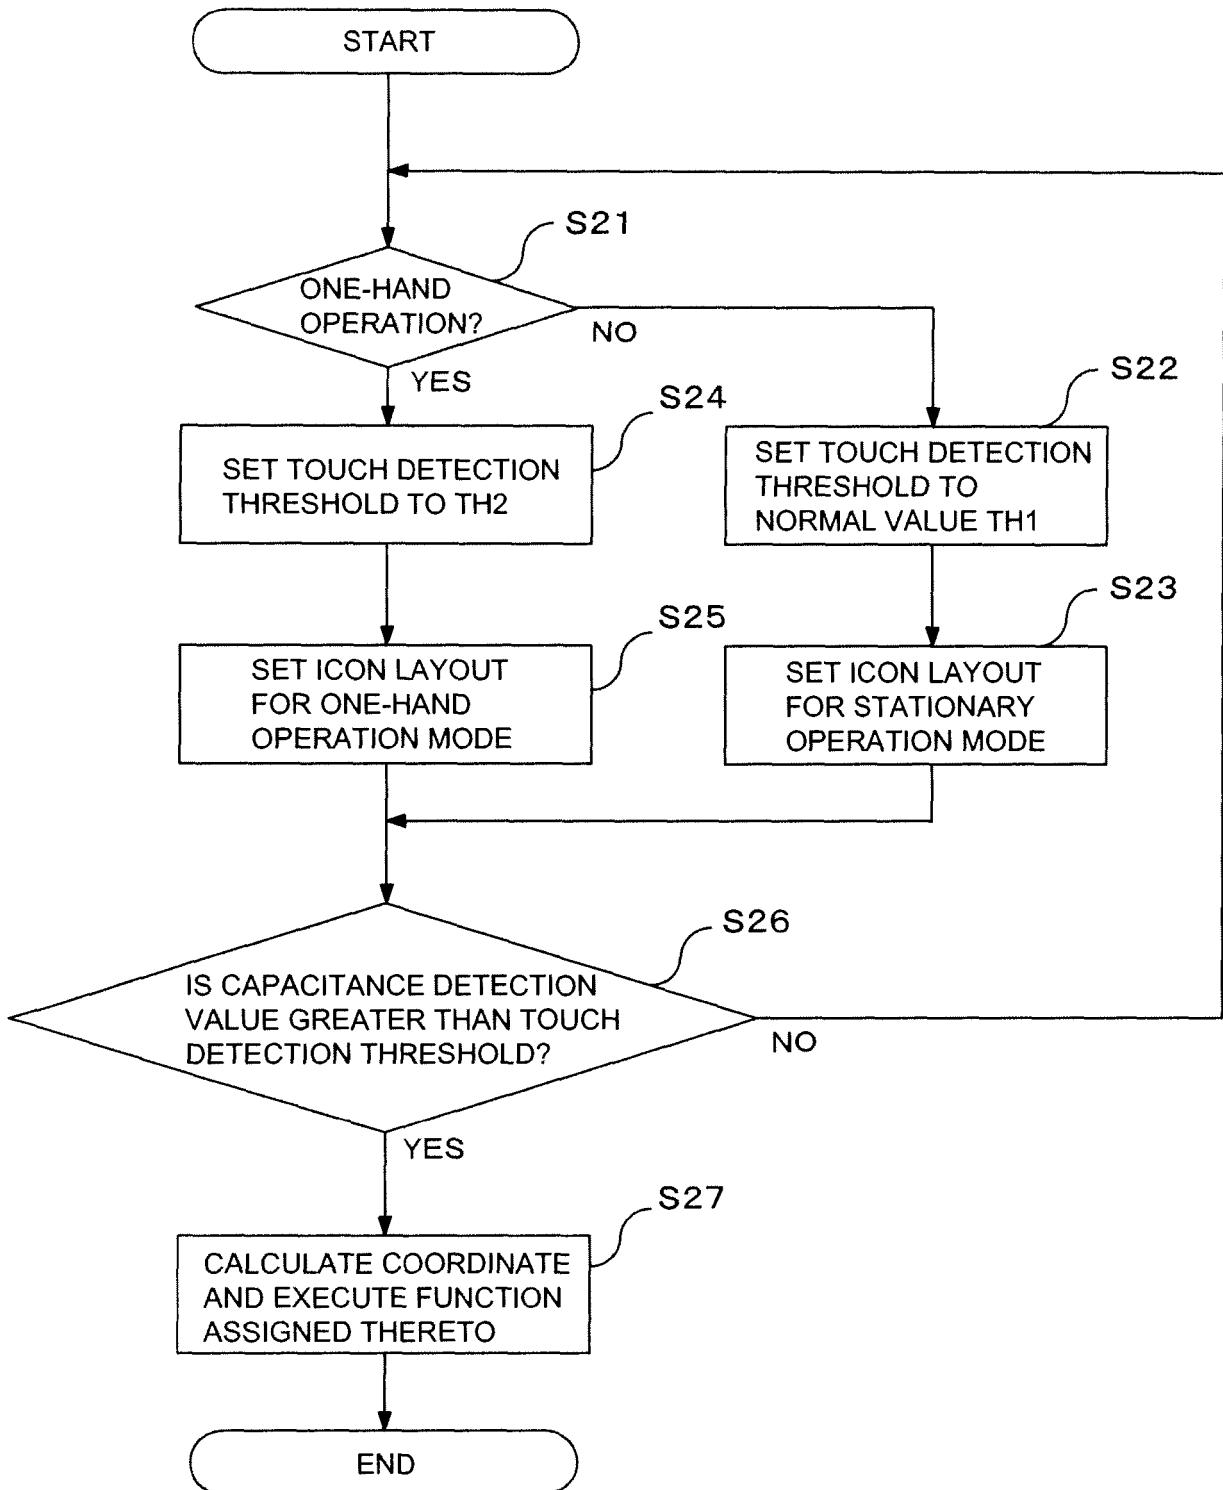 START
S21
ONE-HAND
OPERATION?
NO
YES
S24
SET TOUCH DETECTION
THRESHOLD TO TH2
S22
SET TOUCH DETECTION
THRESHOLD TO
NORMAL VALUE TH1
S25
SET ICON LAYOUT
FOR ONE-HAND
OPERATION MODE
S23
SET ICON LAYOUT
FOR STATIONARY
OPERATION MODE
S26
IS CAPACITANCE DETECTION
VALUE GREATER THAN TOUCH
DETECTION THRESHOLD?
NO
YES
S27
CALCULATE COORDINATE
AND EXECUTE FUNCTION
ASSIGNED THERETO
END